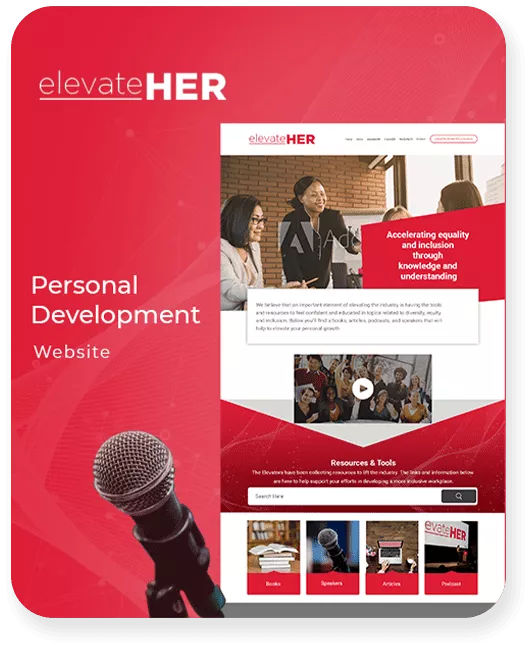 elevateHER
Personal
Development
Website
elevateHER
Accelerating equality
and inclusion
through
knowledge and
understanding
We believe that an important element of elevating the industry is having the tools
and resources to feel confident and educated in topics related to diversity, equity
and inclusion. Below you'll find a books, articles, podcasts, and speakers that will
help to elevate your personal growth.
Resources & Tools
The Elevators have been collecting resources to lift the industry. The links and information below
are here to help support your efforts in developing a more inclusive workplace.
Search Here
evateHER
Books
Speakers
Articles
Podcast